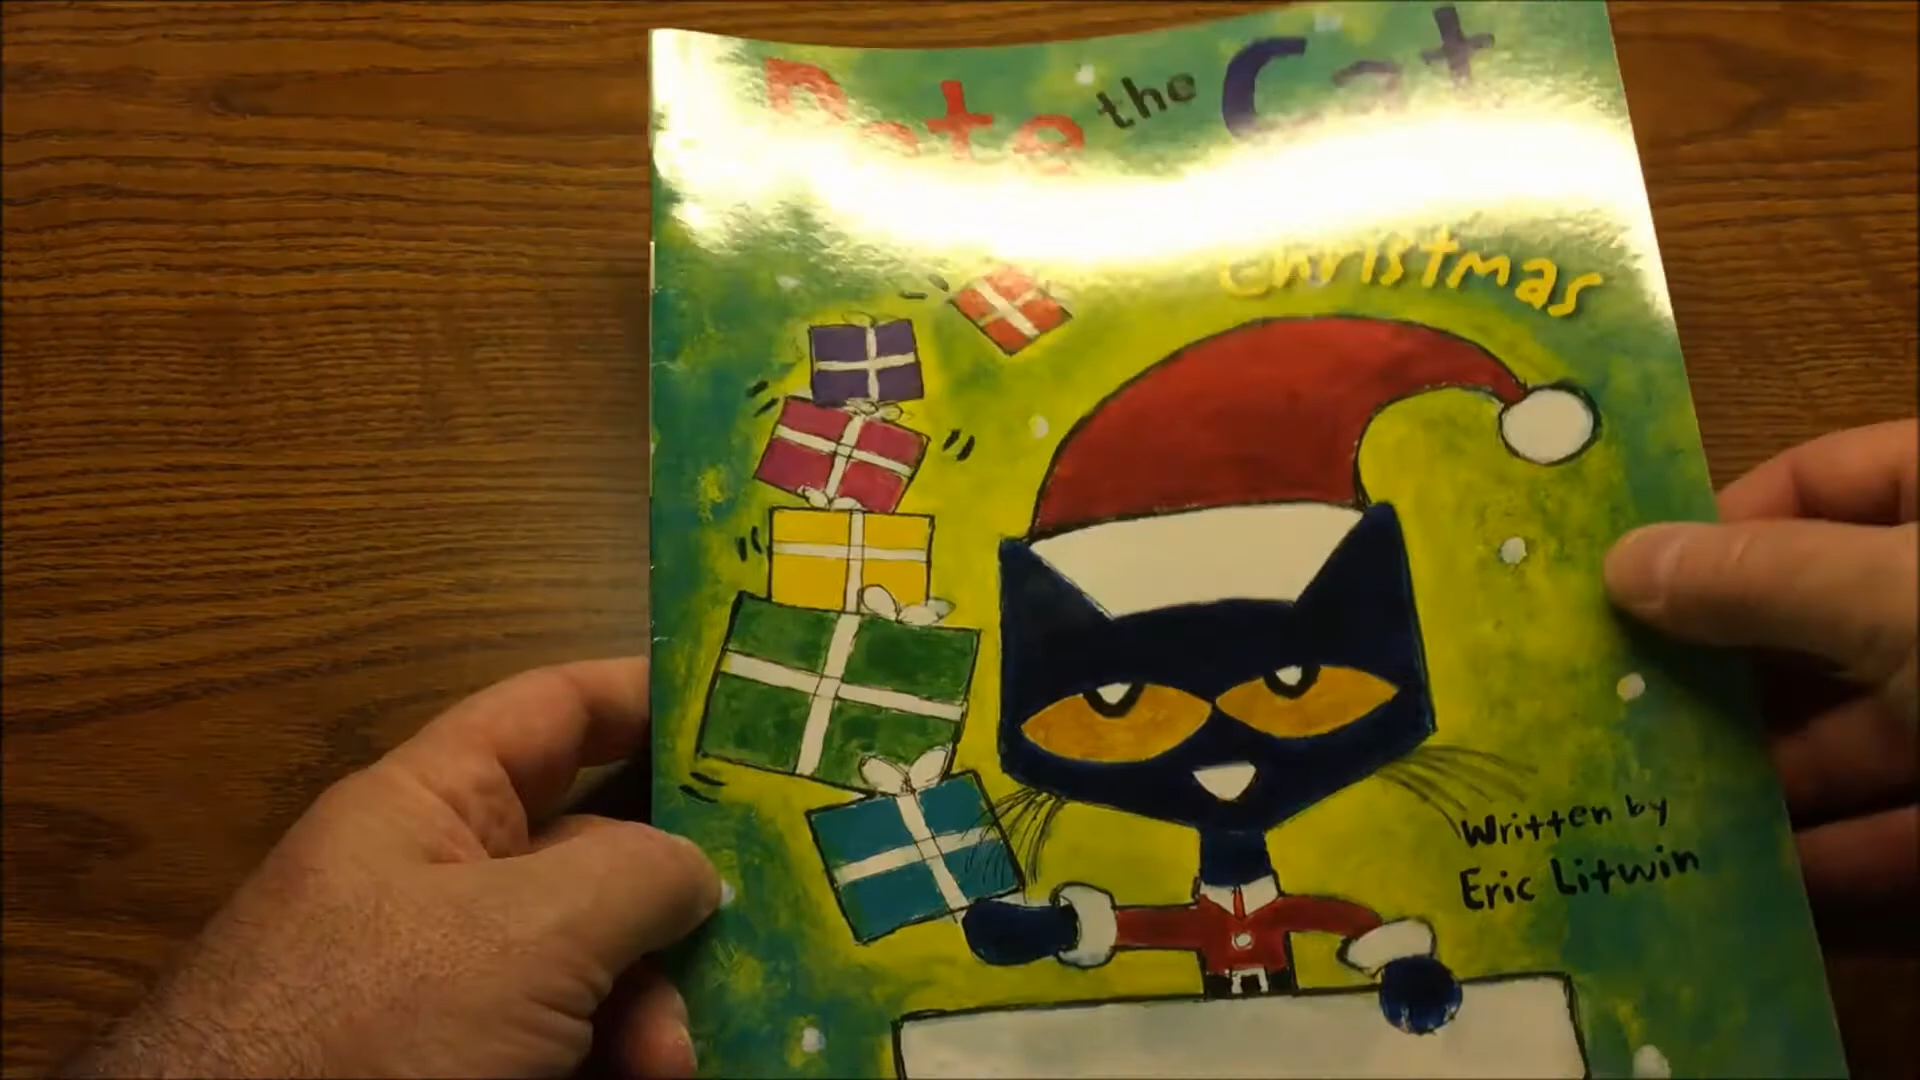 Pete the Cat
Christmas
Written by
Eric Litwin